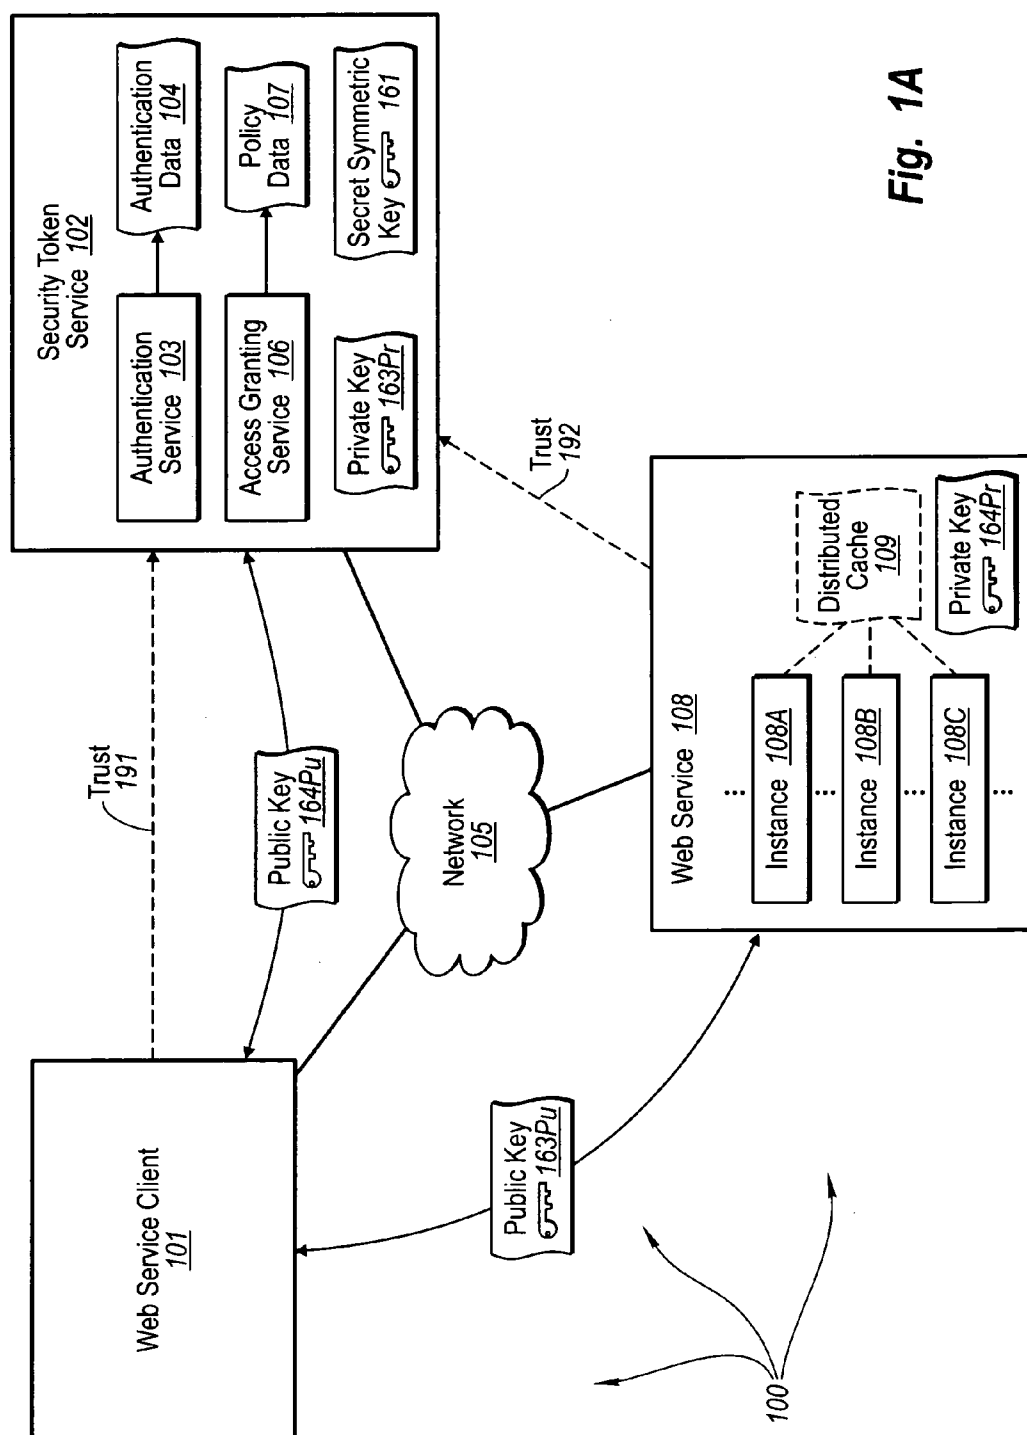 Web Service Client
101
Trust
191
Security Token
Service 102
Authentication
Service 103
Authentication
Data 104
Access Granting
Service 106
Policy
Data 107
Private Key
163Pr
Secret Symmetric
Key 161
Public Key
164Pu
Network
105
Trust
192
Public Key
163Pu
Web Service 108
Instance 108A
Instance 108B
Instance 108C
Distributed
Cache
109
Private Key
164Pr
100
Fig. 1A